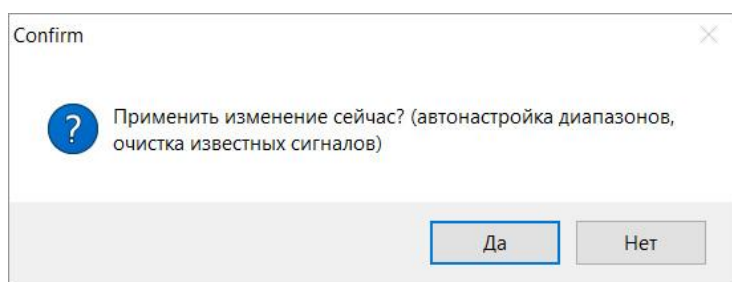 Confirm
Применить изменение сейчас? (автонастройка диапазонов,
очистка известных сигналов)
Да
Нет